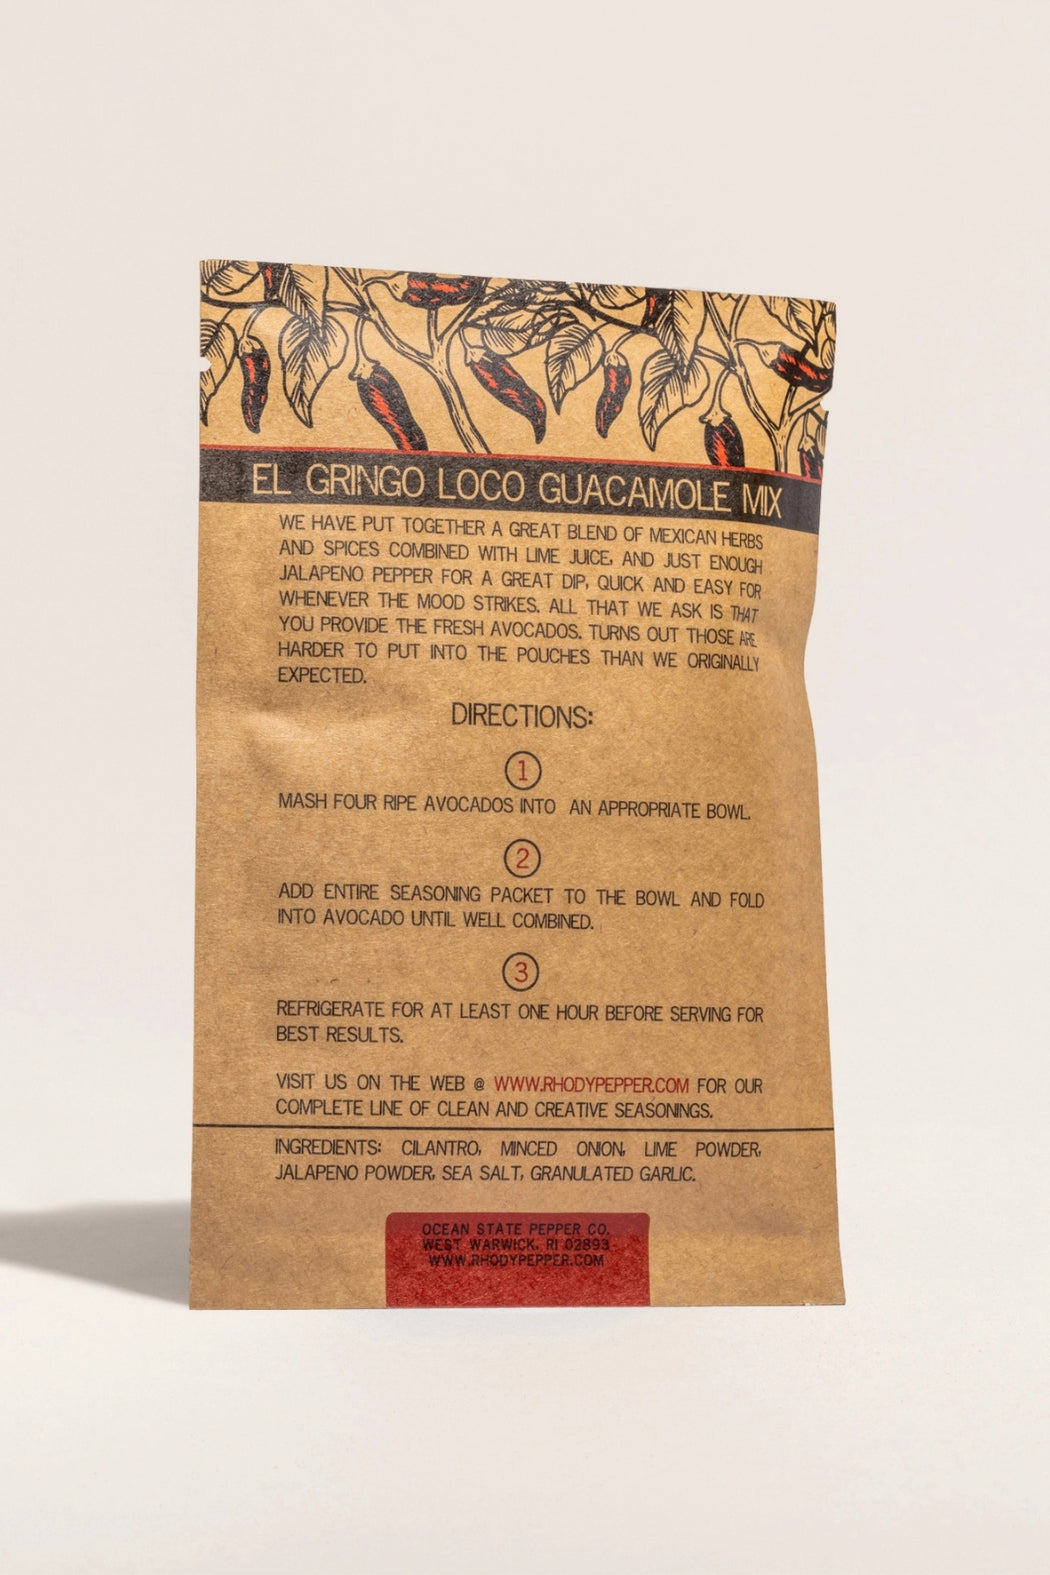 EL GRINGO LOCO GUACAMOLE MIX
WE HAVE PUT TOGETHER A GREAT BLEND OF MEXICAN HERBS
AND SPICES COMBINED WITH LIME JUICE, AND JUST ENOUGH
JALAPENO PEPPER FOR A GREAT DIP, QUICK AND EASY FOR
WHENEVER THE MOOD STRIKES. ALL THAT WE ASK IS THAT
YOU PROVIDE THE FRESH AVOCADOS. TURNS OUT THOSE ARE
HARDER TO PUT INTO THE POUCHES THAN WE ORIGINALLY
EXPECTED.
DIRECTIONS:
1
MASH FOUR RIPE AVOCADOS INTO AN APPROPRIATE BOWL.
2
ADD ENTIRE SEASONING PACKET TO THE BOWL AND FOLD
INTO AVOCADO UNTIL WELL COMBINED.
3
REFRIGERATE FOR AT LEAST ONE HOUR BEFORE SERVING FOR
BEST RESULTS.
VISIT US ON THE WEB @ WWW.RHODYPEPPER.COM FOR OUR
COMPLETE LINE OF CLEAN AND CREATIVE SEASONINGS.
INGREDIENTS: CILANTRO, MINCED ONION, LIME POWDER,
JALAPENO POWDER, SEA SALT, GRANULATED GARLIC.
OCEAN STATE PEPPER CO.
WEST WARWICK, RI 02893
WWW.RHODYPEPPER.COM